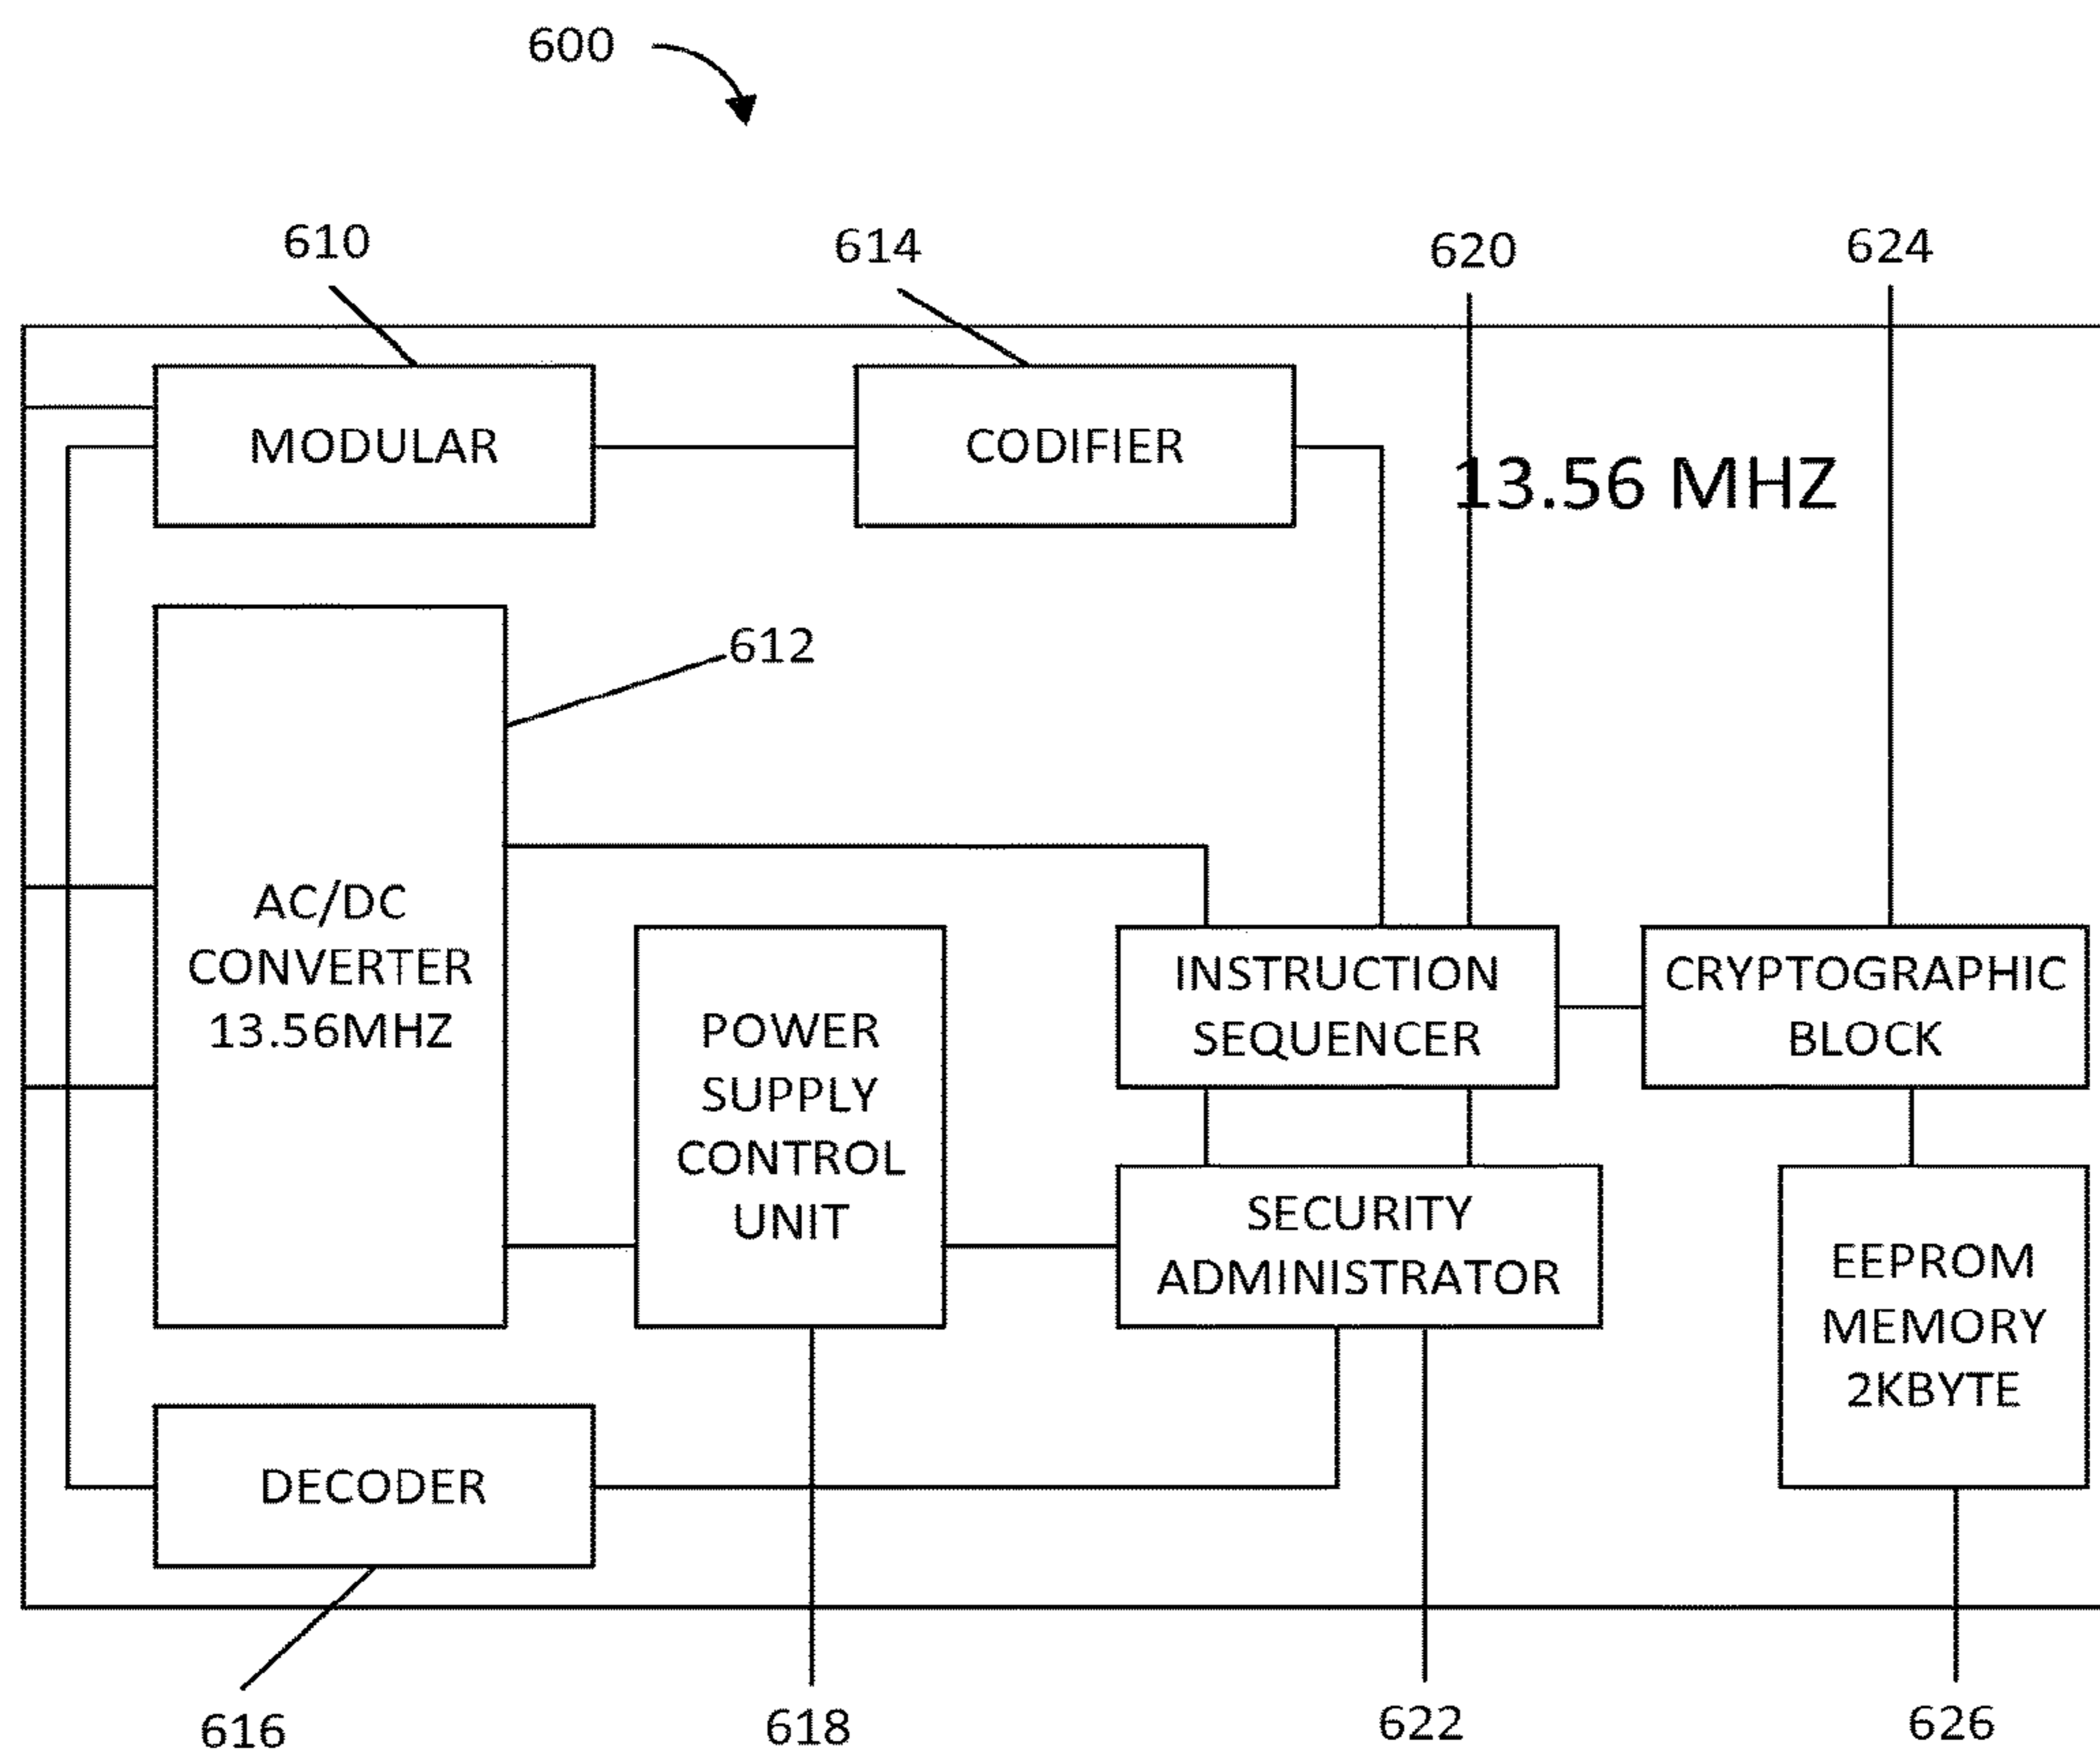 600
610
614
620
624
MODULAR
CODIFIER
13.56 MHZ
612
AC/DC
CONVERTER
13.56MHZ
POWER
SUPPLY
CONTROL
UNIT
INSTRUCTION
SEQUENCER
CRYPTOGRAPHIC
BLOCK
SECURITY
ADMINISTRATOR
EEPROM
MEMORY
2KBYTE
DECODER
616
618
622
626